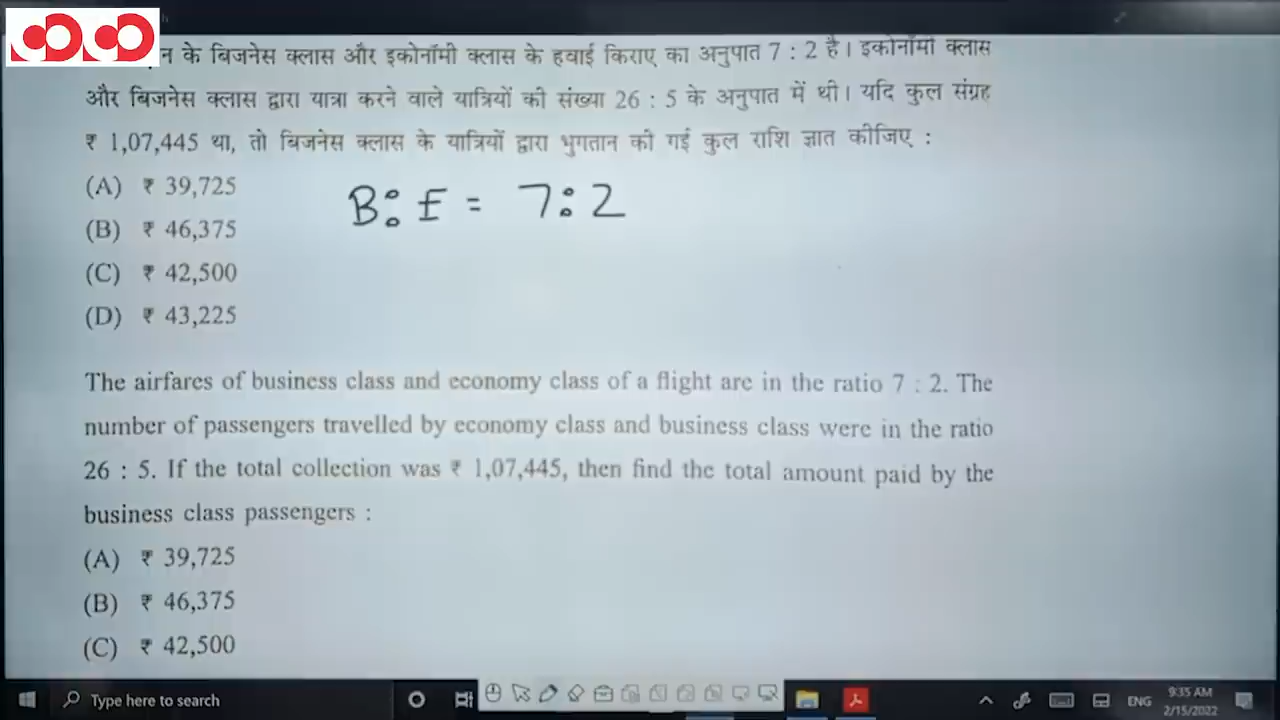 न के बिजनेस क्लास और इकोनॉमी क्लास के हवाई किराए का अनुपात 7 : 2 है। इकोनॉमी क्लास
और बिजनेस क्लास द्वारा यात्रा करने वाले यात्रियों की संख्या 26 : 5 के अनुपात में थी। यदि कुल संग्रह
₹ 1,07,445 था, तो बिजनेस क्लास के यात्रियों द्वारा भुगतान की गई कुल राशि ज्ञात कीजिए :
(A) ₹ 39,725
B : E = 7 : 2
(B) ₹ 46,375
(C) ₹ 42,500
(D) ₹ 43,225
The airfares of business class and economy class of a flight are in the ratio 7 : 2. The
number of passengers travelled by economy class and business class were in the ratio
26 : 5. If the total collection was ₹ 1,07,445, then find the total amount paid by the
business class passengers :
(A) ₹ 39,725
(B) ₹ 46,375
(C) ₹ 42,500
Type here to search
ENG
9:35 AM
2/15/2022